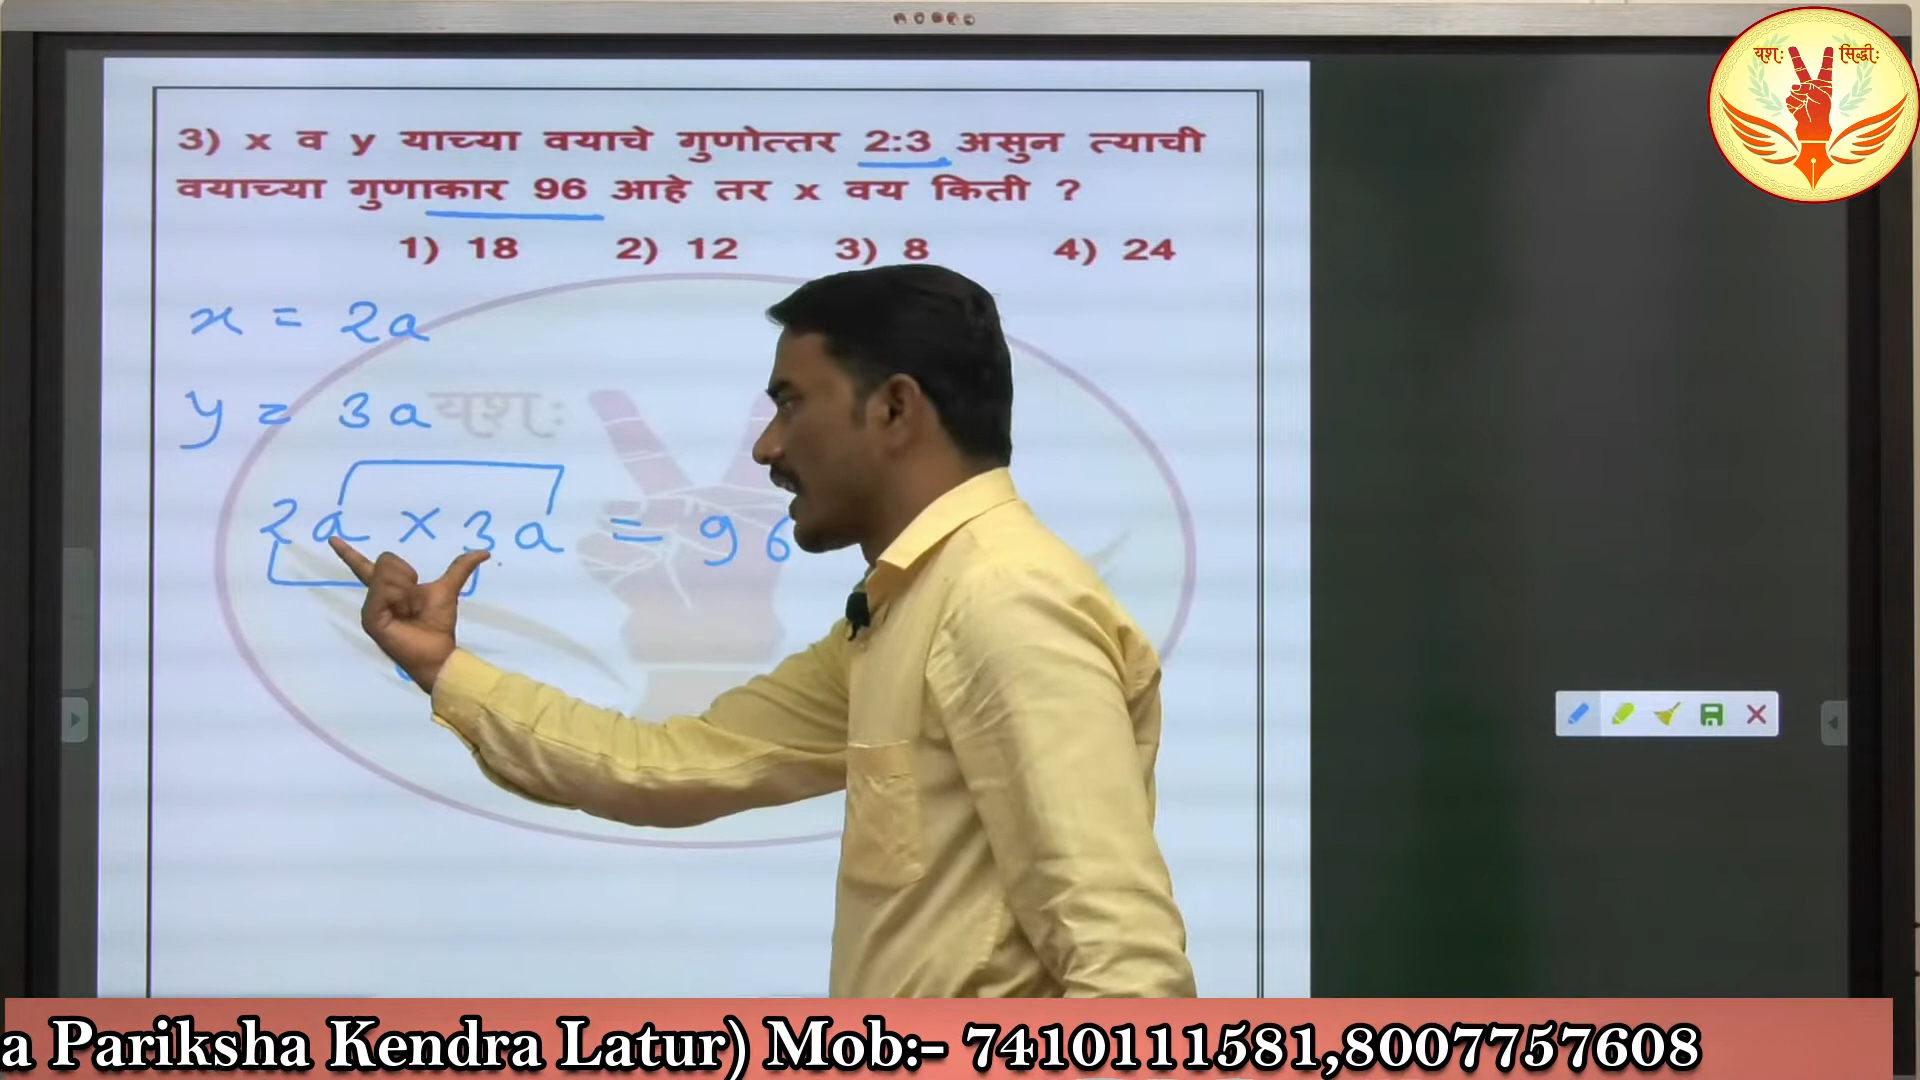 यशः सिद्धीः
3) x व y याच्या वयाचे गुणोत्तर 2:3 असुन त्याची
वयाच्या गुणाकार 96 आहे तर x वय किती ?
1) 18 2) 12 3) 8 4) 24
x = 2a
y = 3a
यशः
2a × 3a = 96
a Pariksha Kendra Latur) Mob:- 7410111581,8007757608